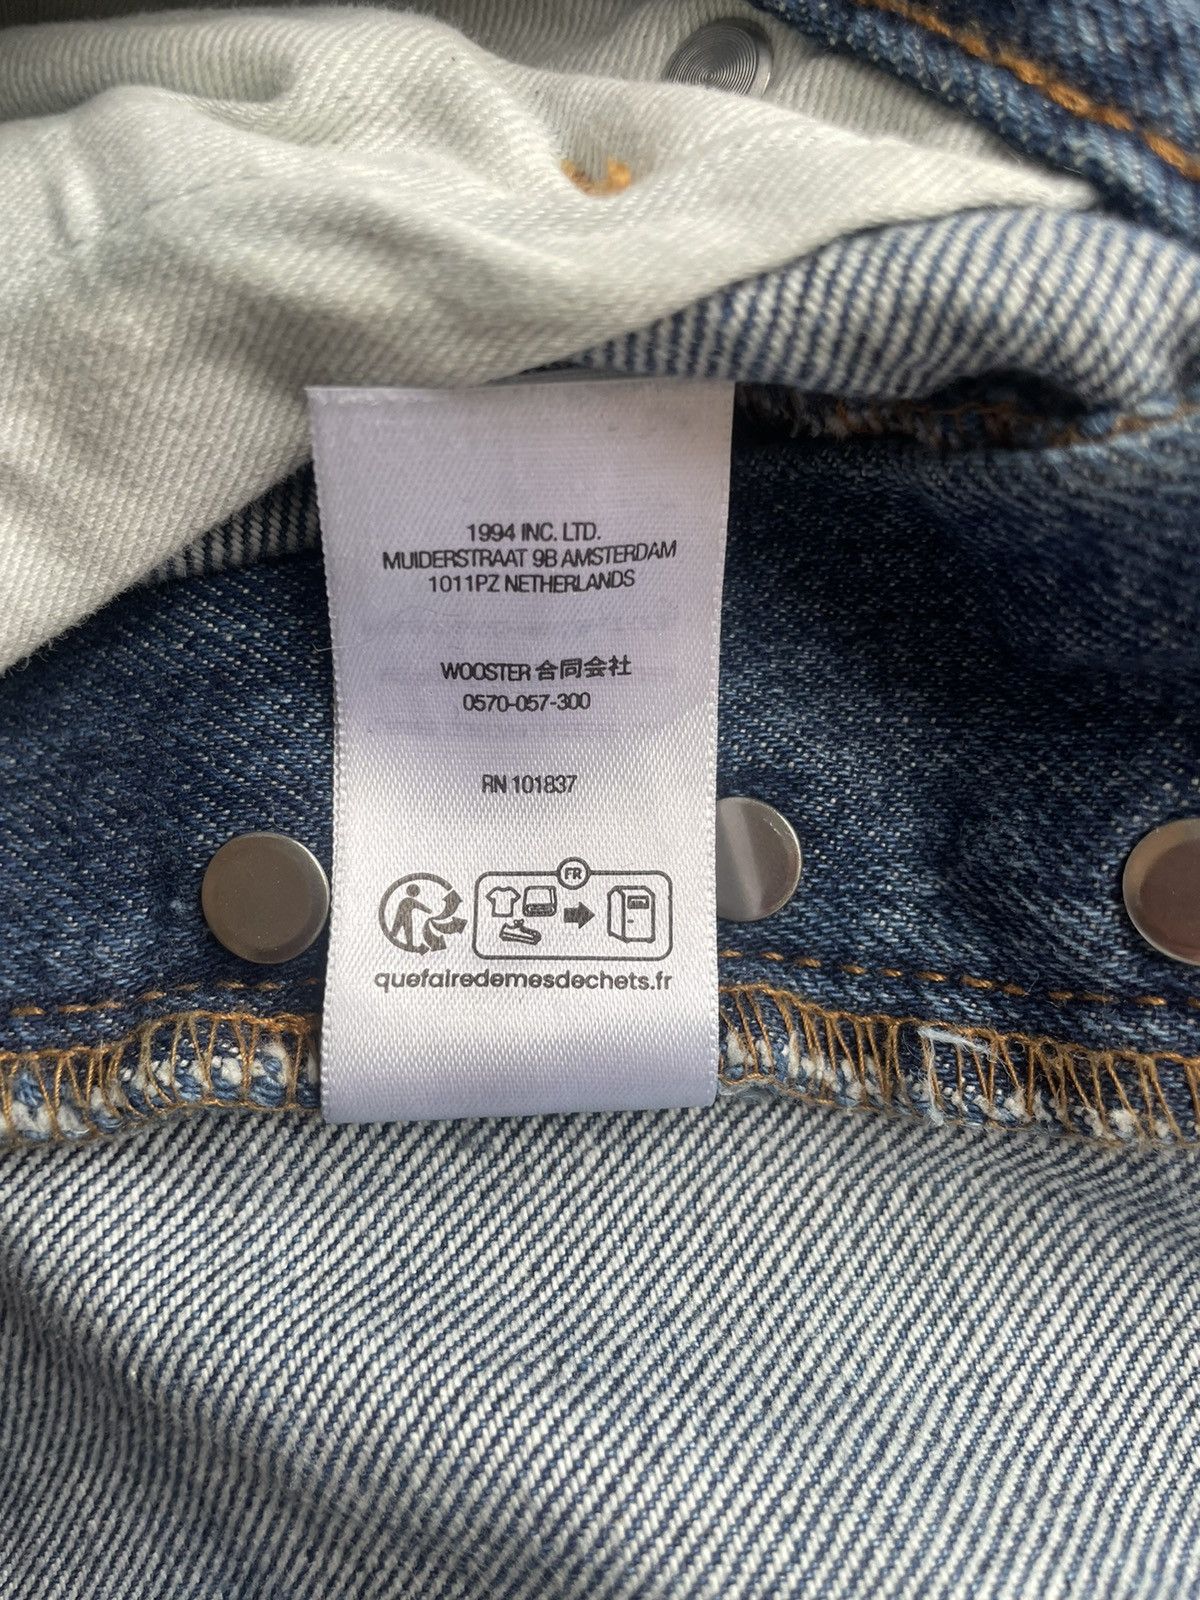 1994 INC. LTD.
MUIDERSTRAAT 9B AMSTERDAM
1011PZ NETHERLANDS
WOOSTER 合同会社
0570-057-300
RN 101837
FR
quefairedemesdechets.fr